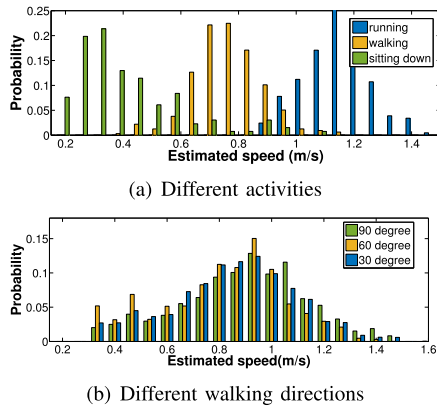 0.25
0.2
0.15
0.1
0.05
0
Probability
running
walking
sitting down
0.2 0.4 0.6 0.8 1 1.2 1.4
Estimated speed (m/s)
(a) Different activities
0.15
0.1
0.05
0
Probability
90 degree
60 degree
30 degree
0.2 0.4 0.6 0.8 1 1.2 1.4 1.6
Estimated speed(m/s)
(b) Different walking directions